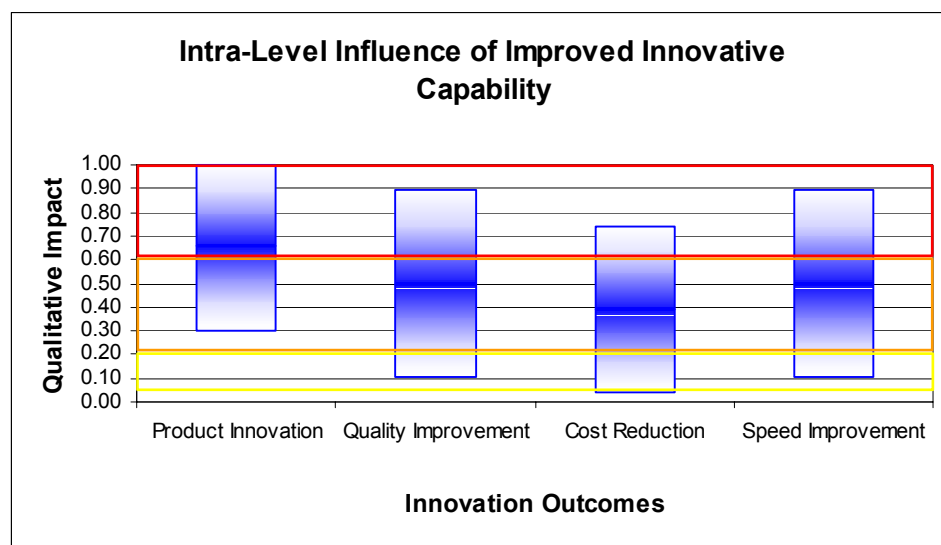 Intra-Level Influence of Improved Innovative
Capability
Qualitative Impact
1.00
0.90
0.80
0.70
0.60
0.50
0.40
0.30
0.20
0.10
0.00
Product Innovation Quality Improvement Cost Reduction Speed Improvement
Innovation Outcomes